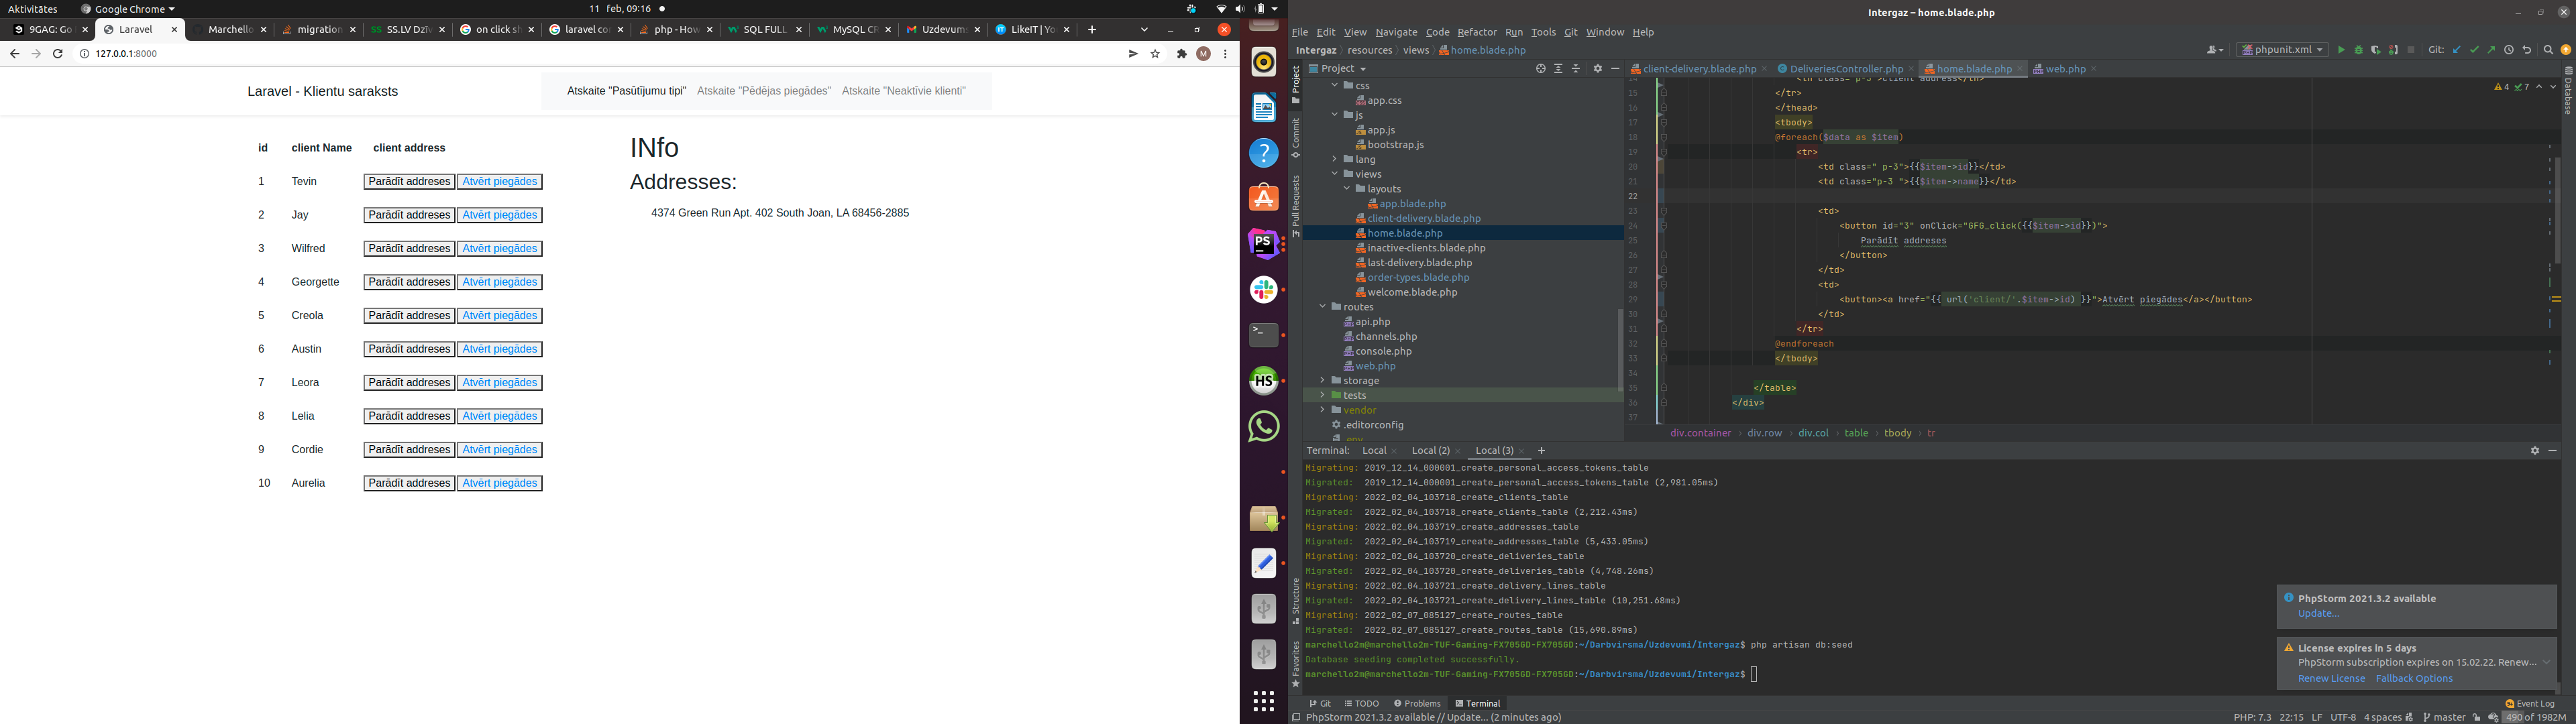 Aktivitātes
Google Chrome
11 feb, 09:16
9GAG: Go
Laravel
Marchello
migration
SS.LV Dzīv
on click sh
laravel cor
php - How
SQL FULL
MySQL CR
Uzdevums
LikeIT | Yo
127.0.0.1:8000
M
Laravel - Klientu saraksts
Atskaite "Pasūtījumu tipi"
Atskaite "Pēdējas piegādes"
Atskaite "Neaktīvie klienti"
id client Name client address
1 Tevin Parādīt addreses Atvērt piegādes
2 Jay Parādīt addreses Atvērt piegādes
3 Wilfred Parādīt addreses Atvērt piegādes
4 Georgette Parādīt addreses Atvērt piegādes
5 Creola Parādīt addreses Atvērt piegādes
6 Austin Parādīt addreses Atvērt piegādes
7 Leora Parādīt addreses Atvērt piegādes
8 Lelia Parādīt addreses Atvērt piegādes
9 Cordie Parādīt addreses Atvērt piegādes
10 Aurelia Parādīt addreses Atvērt piegādes
INfo
Addresses:
4374 Green Run Apt. 402 South Joan, LA 68456-2885
PS
HS
Intergaz – home.blade.php
File Edit View Navigate Code Refactor Run Tools Git Window Help
Intergaz resources views home.blade.php
phpunit.xml
Git:
Project
Commit
Pull Requests
Structure
Favorites
Database
Project
css
app.css
js
app.js
bootstrap.js
lang
views
layouts
app.blade.php
client-delivery.blade.php
home.blade.php
inactive-clients.blade.php
last-delivery.blade.php
order-types.blade.php
welcome.blade.php
routes
api.php
channels.php
console.php
web.php
storage
tests
vendor
.editorconfig
.env
client-delivery.blade.php
DeliveriesController.php
home.blade.php
web.php
4 7
14 <th class="p-3">client address</th>
15 </tr>
16 </thead>
17 <tbody>
18 @foreach($data as $item)
19 <tr>
20 <td class=" p-3">{{$item->id}}</td>
21 <td class="p-3 ">{{$item->name}}</td>
22
23 <td>
24 <button id="3" onClick="GFG_click({{$item->id}})">
25 Parādīt addreses
26 </button>
27 </td>
28 <td>
29 <button><a href="{{ url('client/'.$item->id) }}">Atvērt piegādes</a></button>
30 </td>
31 </tr>
32 @endforeach
33 </tbody>
34
35 </table>
36 </div>
37
div.container div.row div.col table tbody tr
Terminal: Local Local (2) Local (3)
Migrating: 2019_12_14_000001_create_personal_access_tokens_table
Migrated: 2019_12_14_000001_create_personal_access_tokens_table (2,981.05ms)
Migrating: 2022_02_04_103718_create_clients_table
Migrated: 2022_02_04_103718_create_clients_table (2,212.43ms)
Migrating: 2022_02_04_103719_create_addresses_table
Migrated: 2022_02_04_103719_create_addresses_table (5,433.05ms)
Migrating: 2022_02_04_103720_create_deliveries_table
Migrated: 2022_02_04_103720_create_deliveries_table (4,748.26ms)
Migrating: 2022_02_04_103721_create_delivery_lines_table
Migrated: 2022_02_04_103721_create_delivery_lines_table (10,251.68ms)
Migrating: 2022_02_07_085127_create_routes_table
Migrated: 2022_02_07_085127_create_routes_table (15,690.89ms)
marchello2m@marchello2m-TUF-Gaming-FX705GD-FX705GD:~/Darbvirsma/Uzdevumi/Intergaz$ php artisan db:seed
Database seeding completed successfully.
marchello2m@marchello2m-TUF-Gaming-FX705GD-FX705GD:~/Darbvirsma/Uzdevumi/Intergaz$
PhpStorm 2021.3.2 available
Update...
License expires in 5 days
PhpStorm subscription expires on 15.02.22. Renew...
Renew License Fallback Options
Git TODO Problems Terminal
Event Log
PhpStorm 2021.3.2 available // Update... (2 minutes ago)
PHP: 7.3 22:15 LF UTF-8 4 spaces master 490 of 1982M